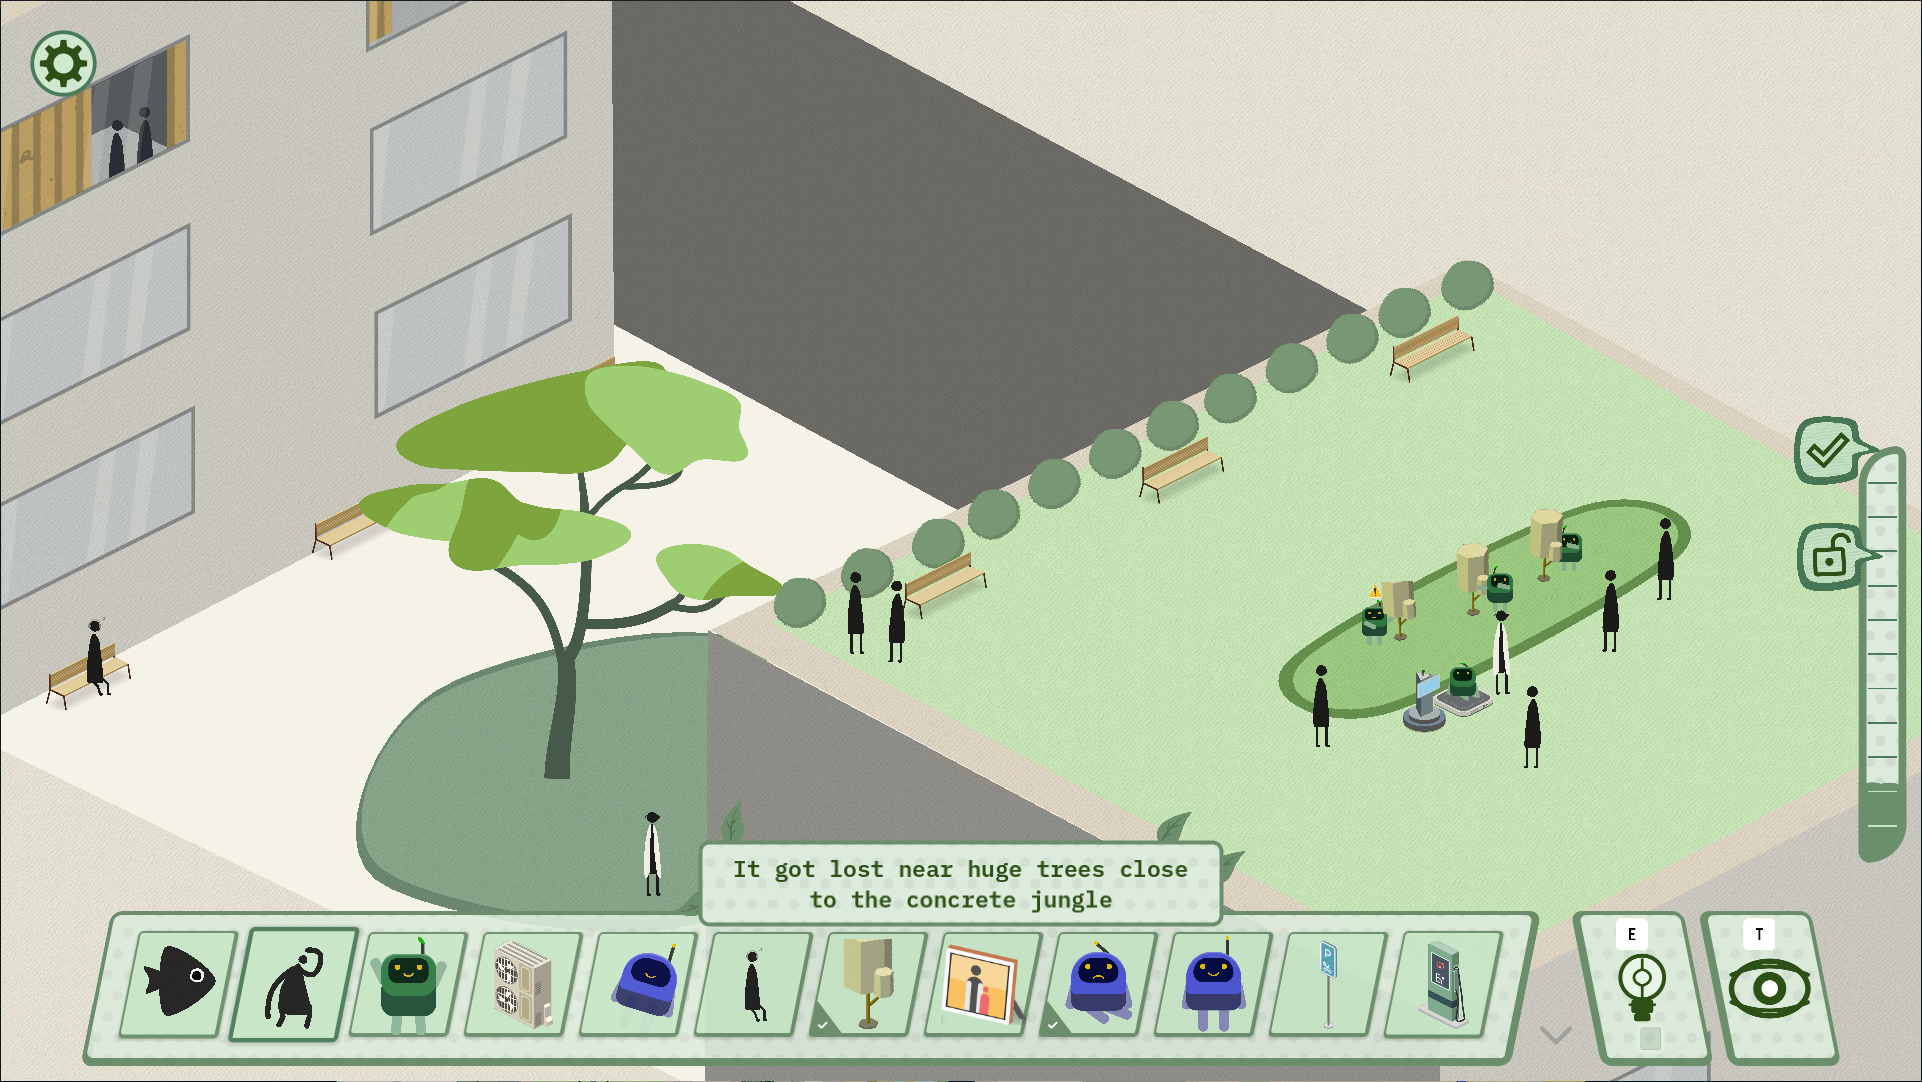 It got lost near huge trees close
to the concrete jungle
E
T
P